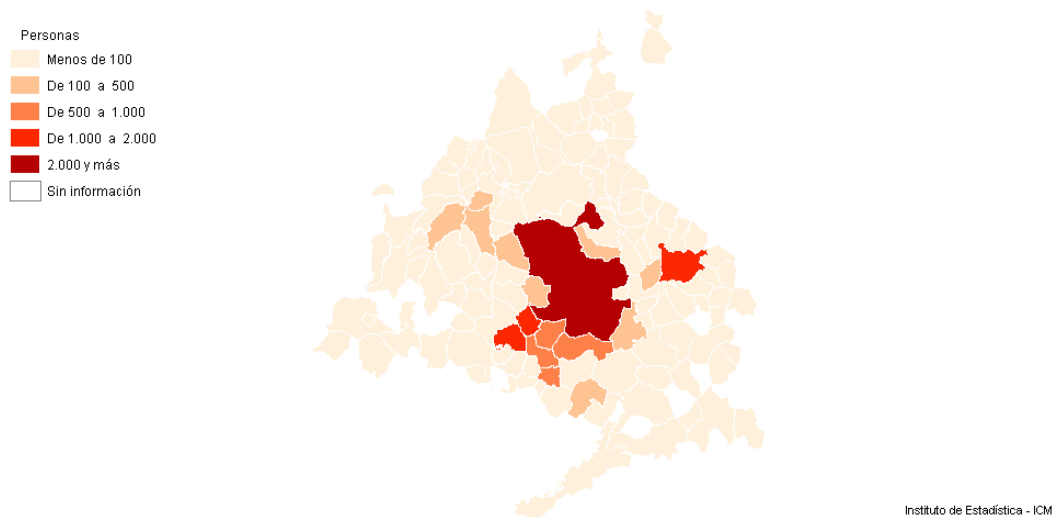 Personas
Menos de 100
De 100 a 500
De 500 a 1.000
De 1.000 a 2.000
2.000 y más
Sin información
Instituto de Estadística - ICM